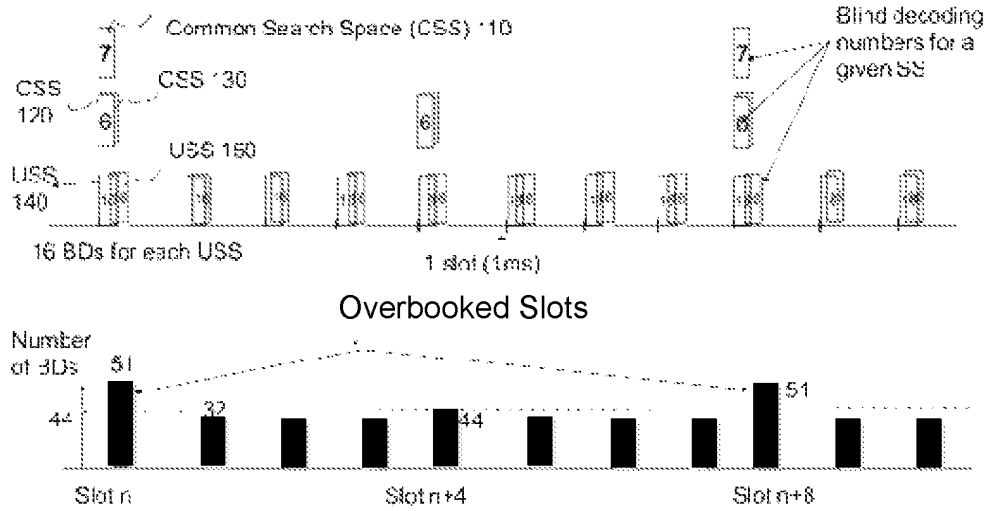 Common Search Space (CSS) 110
Blind decoding
numbers for a
given SS
7
7
CSS
120
CSS 130
6
6
6
USS 160
USS
140
16 BDs for each USS
1 slot (1ms)
Overbooked Slots
Number
of BDs
51
51
44
32
44
Slot n
Slot n+4
Slot n+8